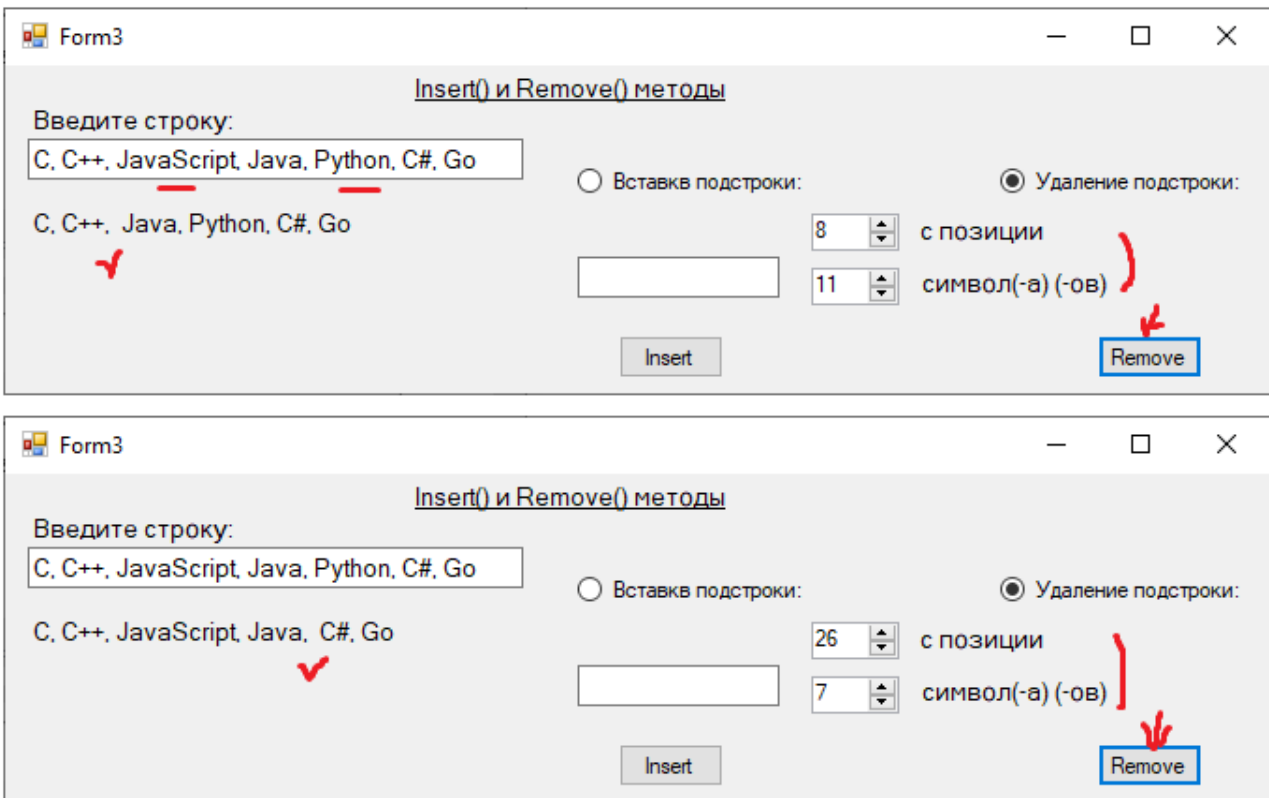 Form3
Insert() и Remove() методы
Введите строку:
C, C++, JavaScript, Java, Python, C#, Go
Вставкв подстроки:
Удаление подстроки:
C, C++,  Java, Python, C#, Go
8
с позиции
11
символ(-а) (-ов)
Insert
Remove
Form3
Insert() и Remove() методы
Введите строку:
C, C++, JavaScript, Java, Python, C#, Go
Вставкв подстроки:
Удаление подстроки:
C, C++, JavaScript, Java,  C#, Go
26
с позиции
7
символ(-а) (-ов)
Insert
Remove